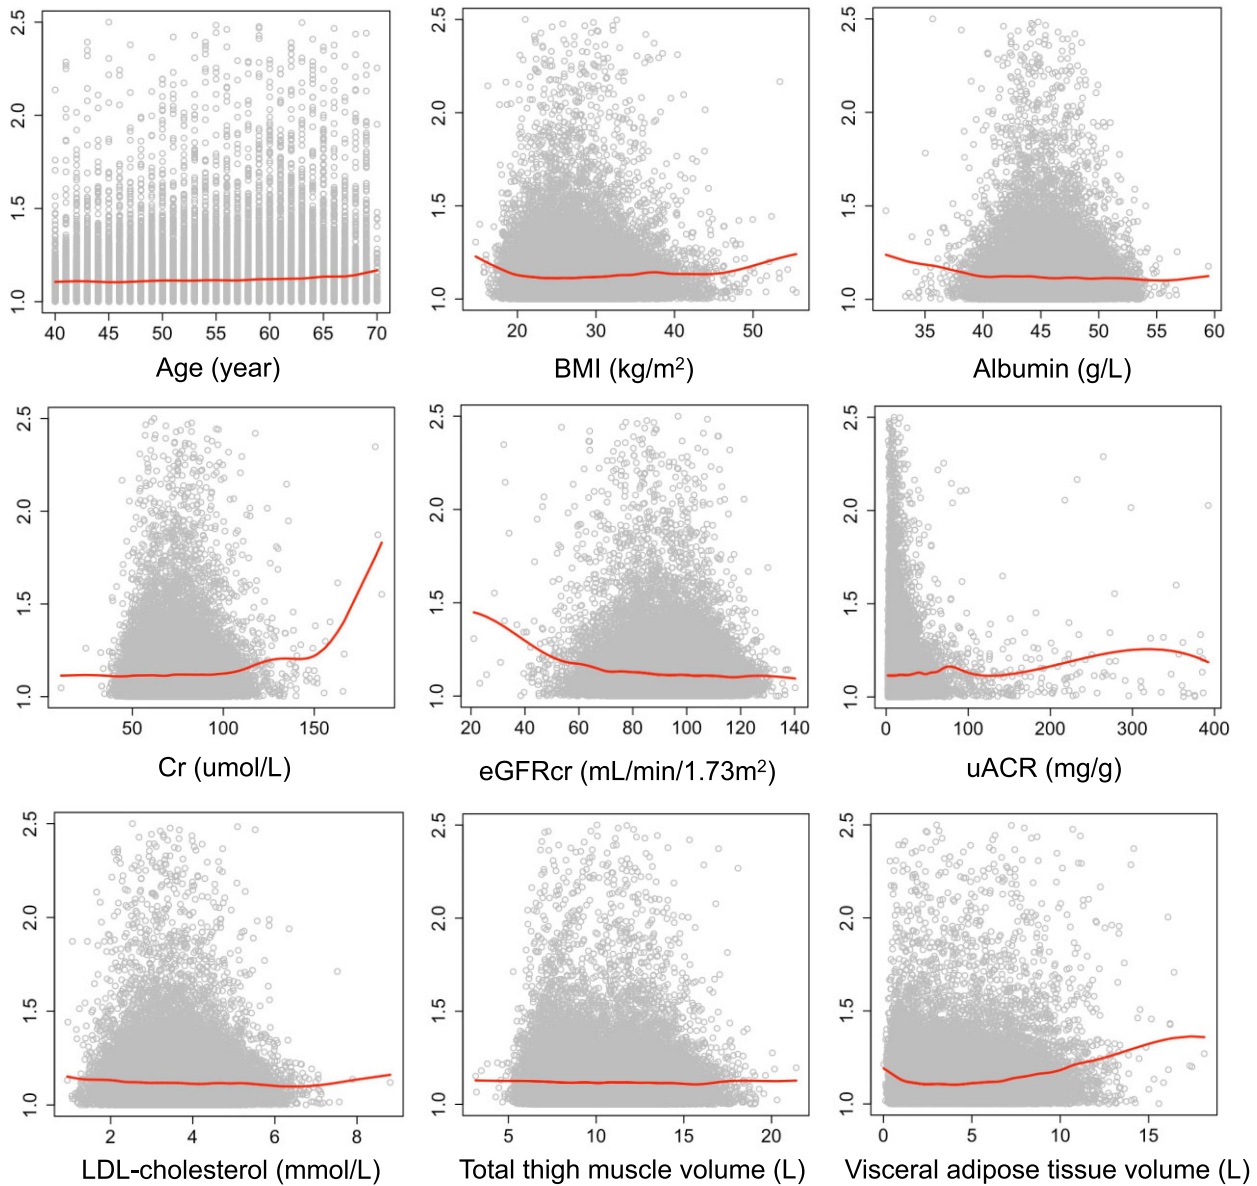 2.5
2.0
1.5
1.0
40 45 50 55 60 65 70
Age (year)
2.5
2.0
1.5
1.0
20 30 40 50
BMI (kg/m²)
2.5
2.0
1.5
1.0
35 40 45 50 55 60
Albumin (g/L)
2.5
2.0
1.5
1.0
50 100 150
Cr (umol/L)
2.5
2.0
1.5
1.0
20 40 60 80 100 120 140
eGFRcr (mL/min/1.73m²)
2.5
2.0
1.5
1.0
0 100 200 300 400
uACR (mg/g)
2.5
2.0
1.5
1.0
2 4 6 8
LDL-cholesterol (mmol/L)
2.5
2.0
1.5
1.0
5 10 15 20
Total thigh muscle volume (L)
2.5
2.0
1.5
1.0
0 5 10 15
Visceral adipose tissue volume (L)